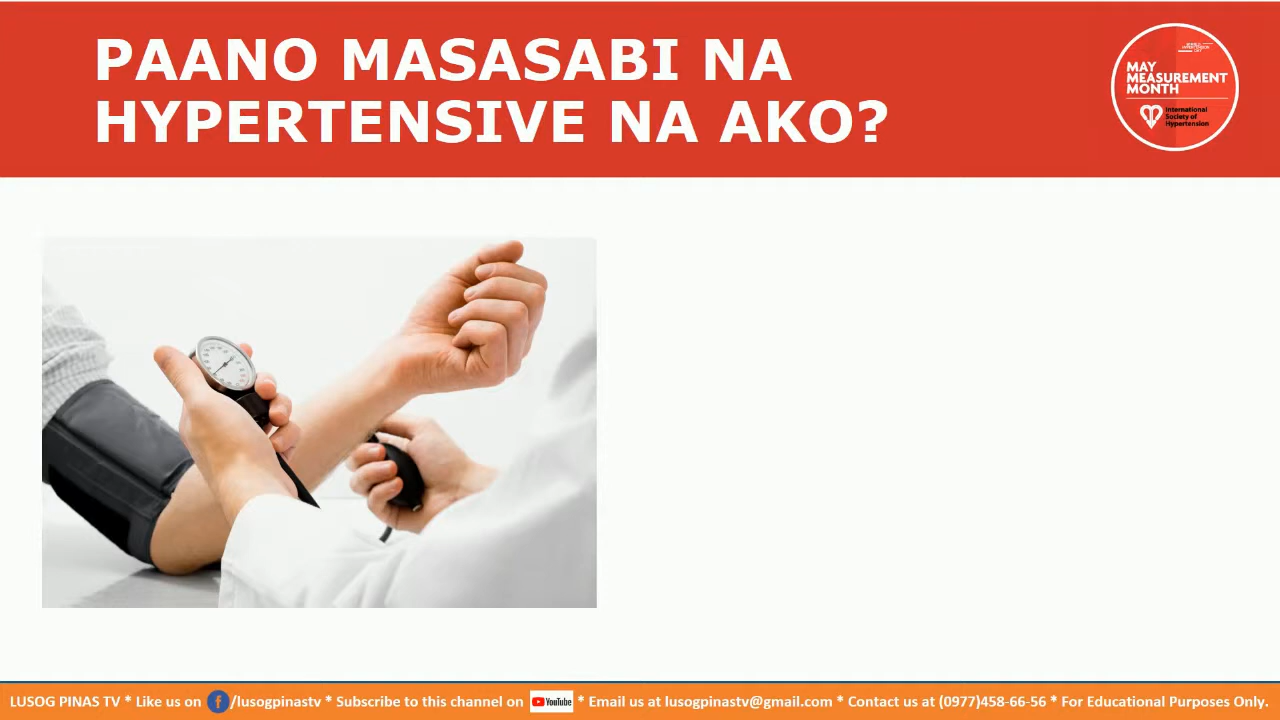 PAANO MASASABI NA
HYPERTENSIVE NA AKO?
MAY
MEASUREMENT
MONTH
International
Society of
Hypertension
LUSOG PINAS TV * Like us on f/lusogpinastv * Subscribe to this channel on YouTube * Email us at lusogpinastv@gmail.com * Contact us at (0977)458-66-56 * For Educational Purposes Only.